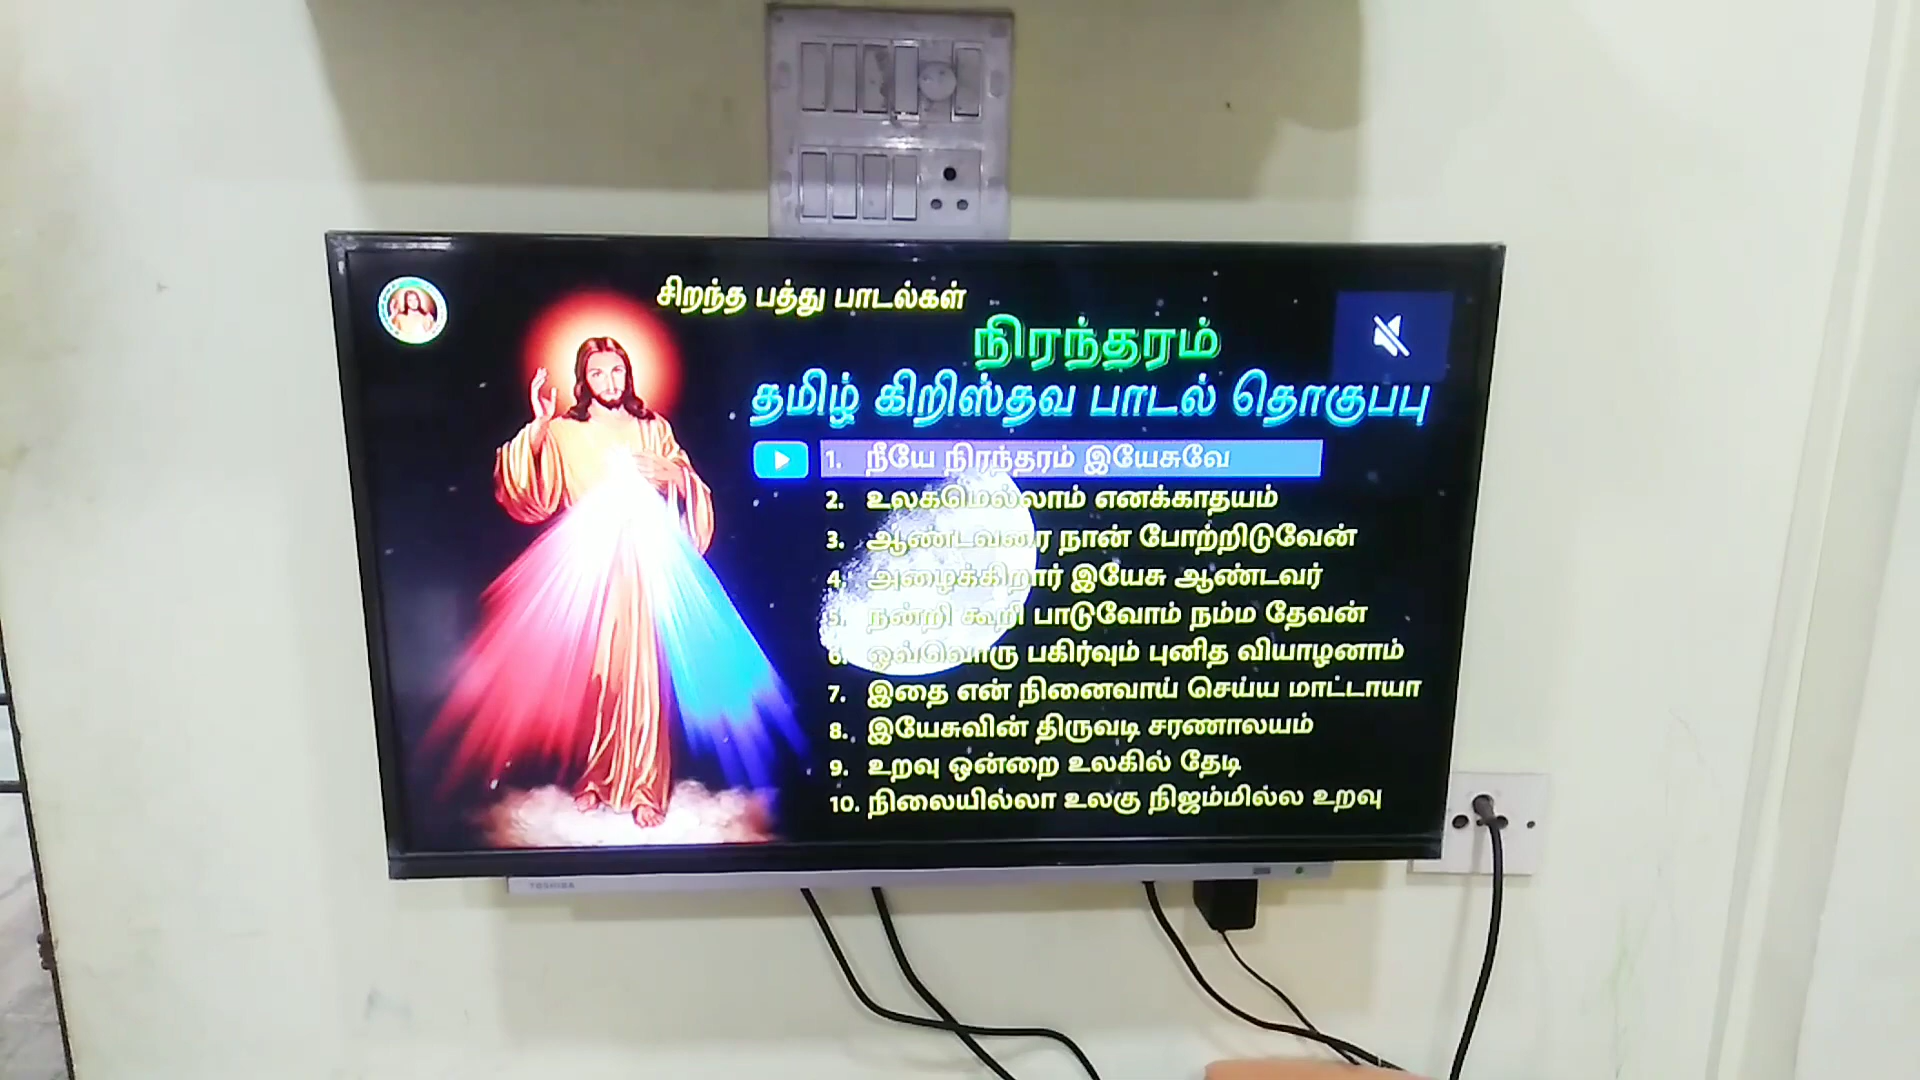 சிறந்த பத்து பாடல்கள்
நிரந்தரம்
தமிழ் கிறிஸ்தவ பாடல் தொகுப்பு
1. நீயே நிரந்தரம் இயேசுவே
2. உலகமெல்லாம் எனக்காதயம்
3. ஆண்டவரை நான் போற்றிடுவேன்
4. அழைக்கிறார் இயேசு ஆண்டவர்
5. நன்றி கூறி பாடுவோம் நம்ம தேவன்
6. ஒவ்வொரு பகிர்வும் புனித வியாழனாம்
7. இதை என் நினைவாய் செய்ய மாட்டாயா
8. இயேசுவின் திருவடி சரணாலயம்
9. உறவு ஒன்றை உலகில் தேடி
10. நிலையில்லா உலகு நிஜம்மில்ல உறவு
TOSHIBA